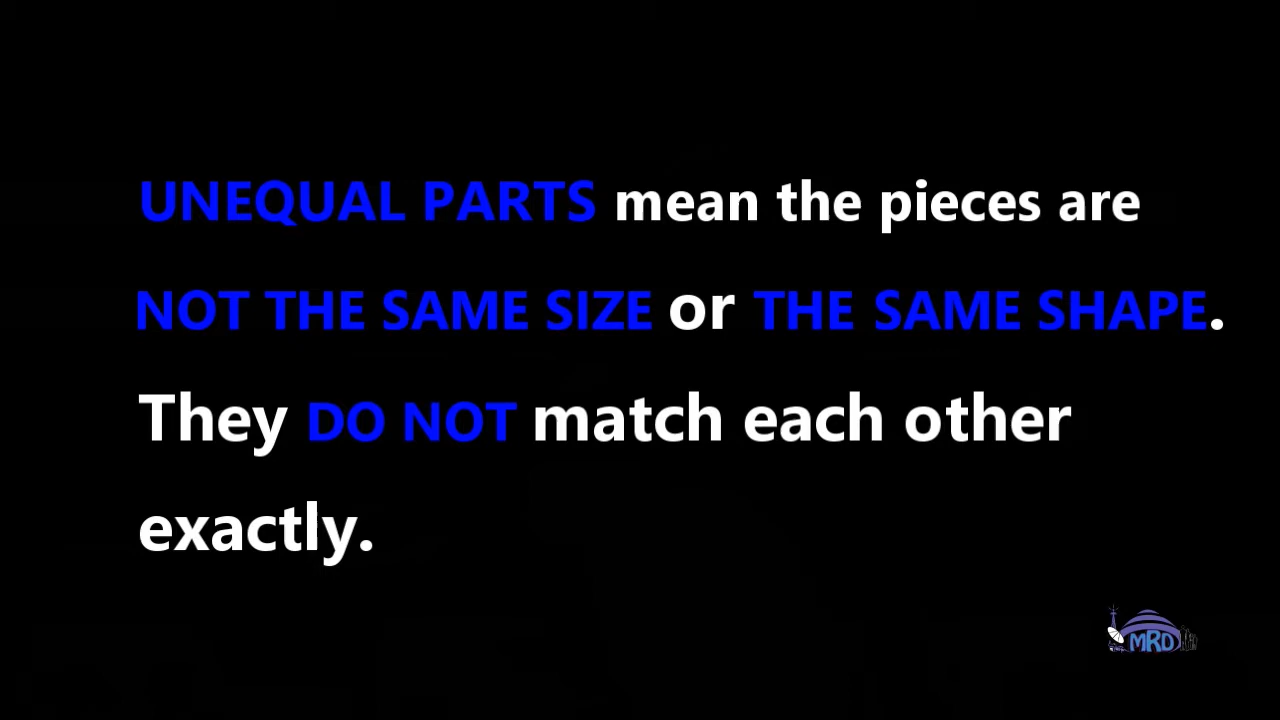 UNEQUAL PARTS mean the pieces are
NOT THE SAME SIZE or THE SAME SHAPE.
They DO NOT match each other
exactly.
MRD